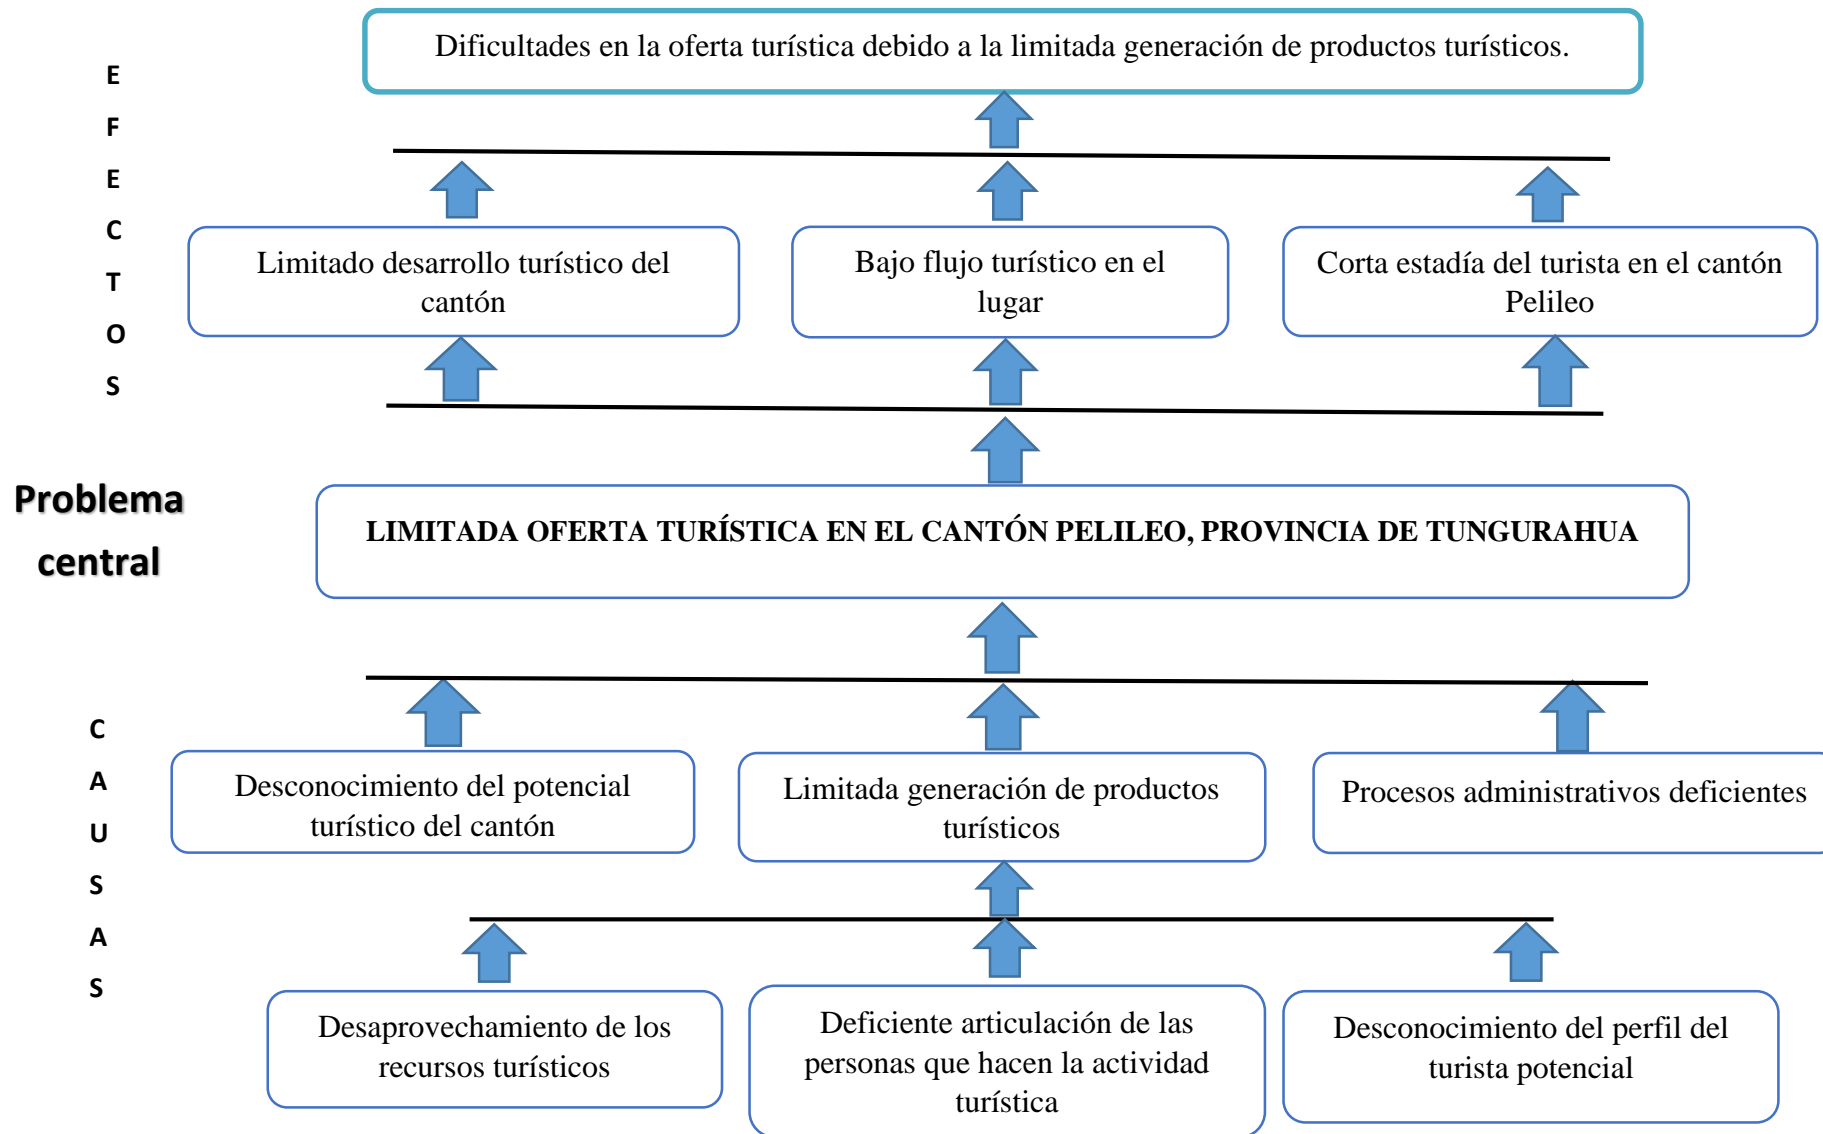 Dificultades en la oferta turística debido a la limitada generación de productos turísticos.
E
F
E
C
T
O
S
Limitado desarrollo turístico del
cantón
Bajo flujo turístico en el
lugar
Corta estadía del turista en el cantón
Pelileo
Problema
central
LIMITADA OFERTA TURÍSTICA EN EL CANTÓN PELILEO, PROVINCIA DE TUNGURAHUA
C
A
U
S
A
S
Desconocimiento del potencial
turístico del cantón
Limitada generación de productos
turísticos
Procesos administrativos deficientes
Desaprovechamiento de los
recursos turísticos
Deficiente articulación de las
personas que hacen la actividad
turística
Desconocimiento del perfil del
turista potencial